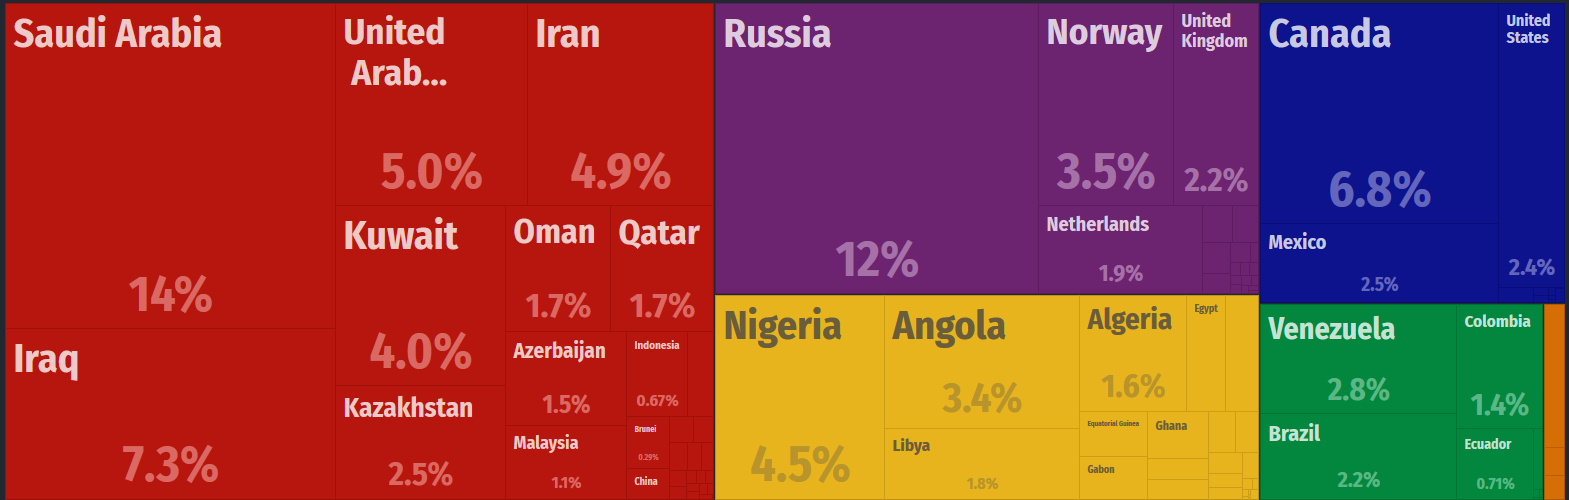 Saudi Arabia
14%
Iraq
7.3%
United
Arab...
5.0%
Iran
4.9%
Kuwait
4.0%
Kazakhstan
2.5%
Oman
1.7%
Qatar
1.7%
Azerbaijan
1.5%
Malaysia
1.1%
Indonesia
0.67%
Brunei
0.29%
China
Russia
12%
Norway
3.5%
United
Kingdom
2.2%
Netherlands
1.9%
Nigeria
4.5%
Angola
3.4%
Libya
1.8%
Algeria
1.6%
Egypt
Equatorial Guinea
Gabon
Ghana
Canada
6.8%
Mexico
2.5%
United
States
2.4%
Venezuela
2.8%
Brazil
2.2%
Colombia
1.4%
Ecuador
0.71%